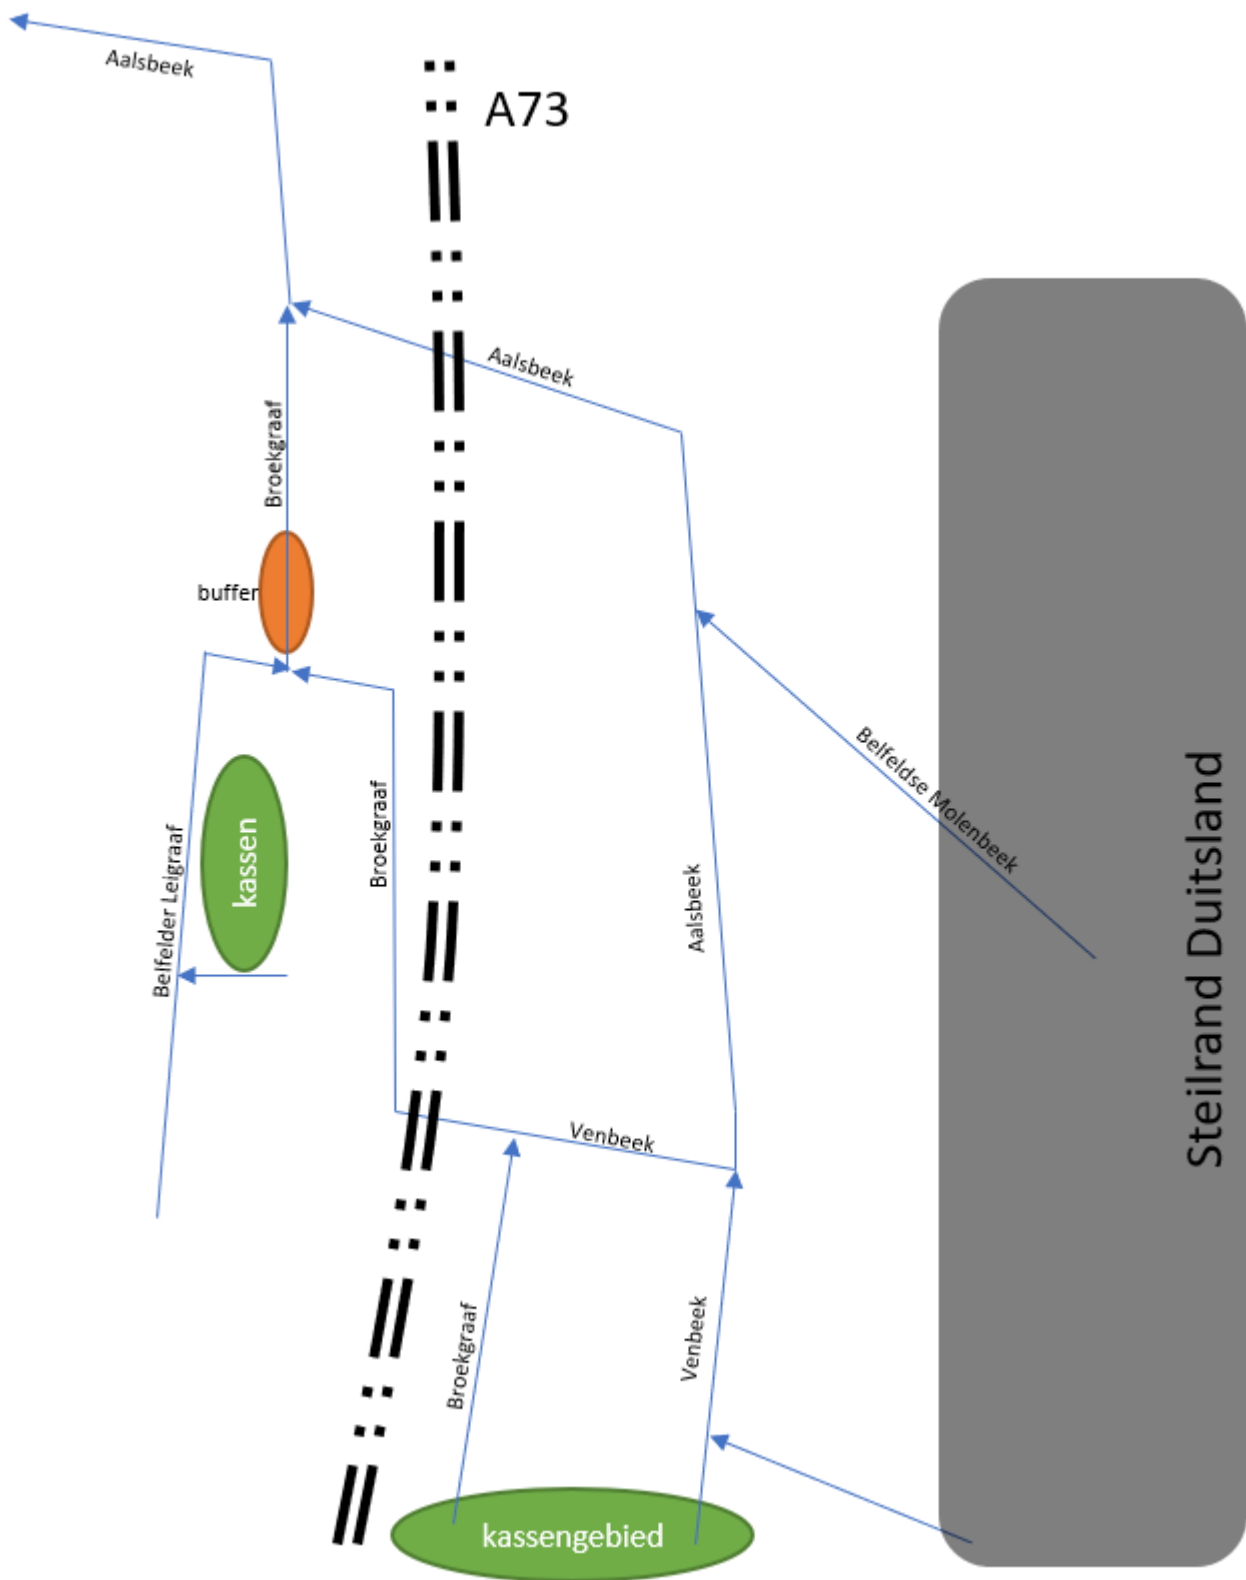 Aalsbeek
A73
Aalsbeek
Broekgraaf
buffer
Belfeldse Molenbeek
Steilrand Duitsland
Broekgraaf
kassen
Belfelder Leigraaf
Aalsbeek
Venbeek
Broekgraaf
Venbeek
kassengebied